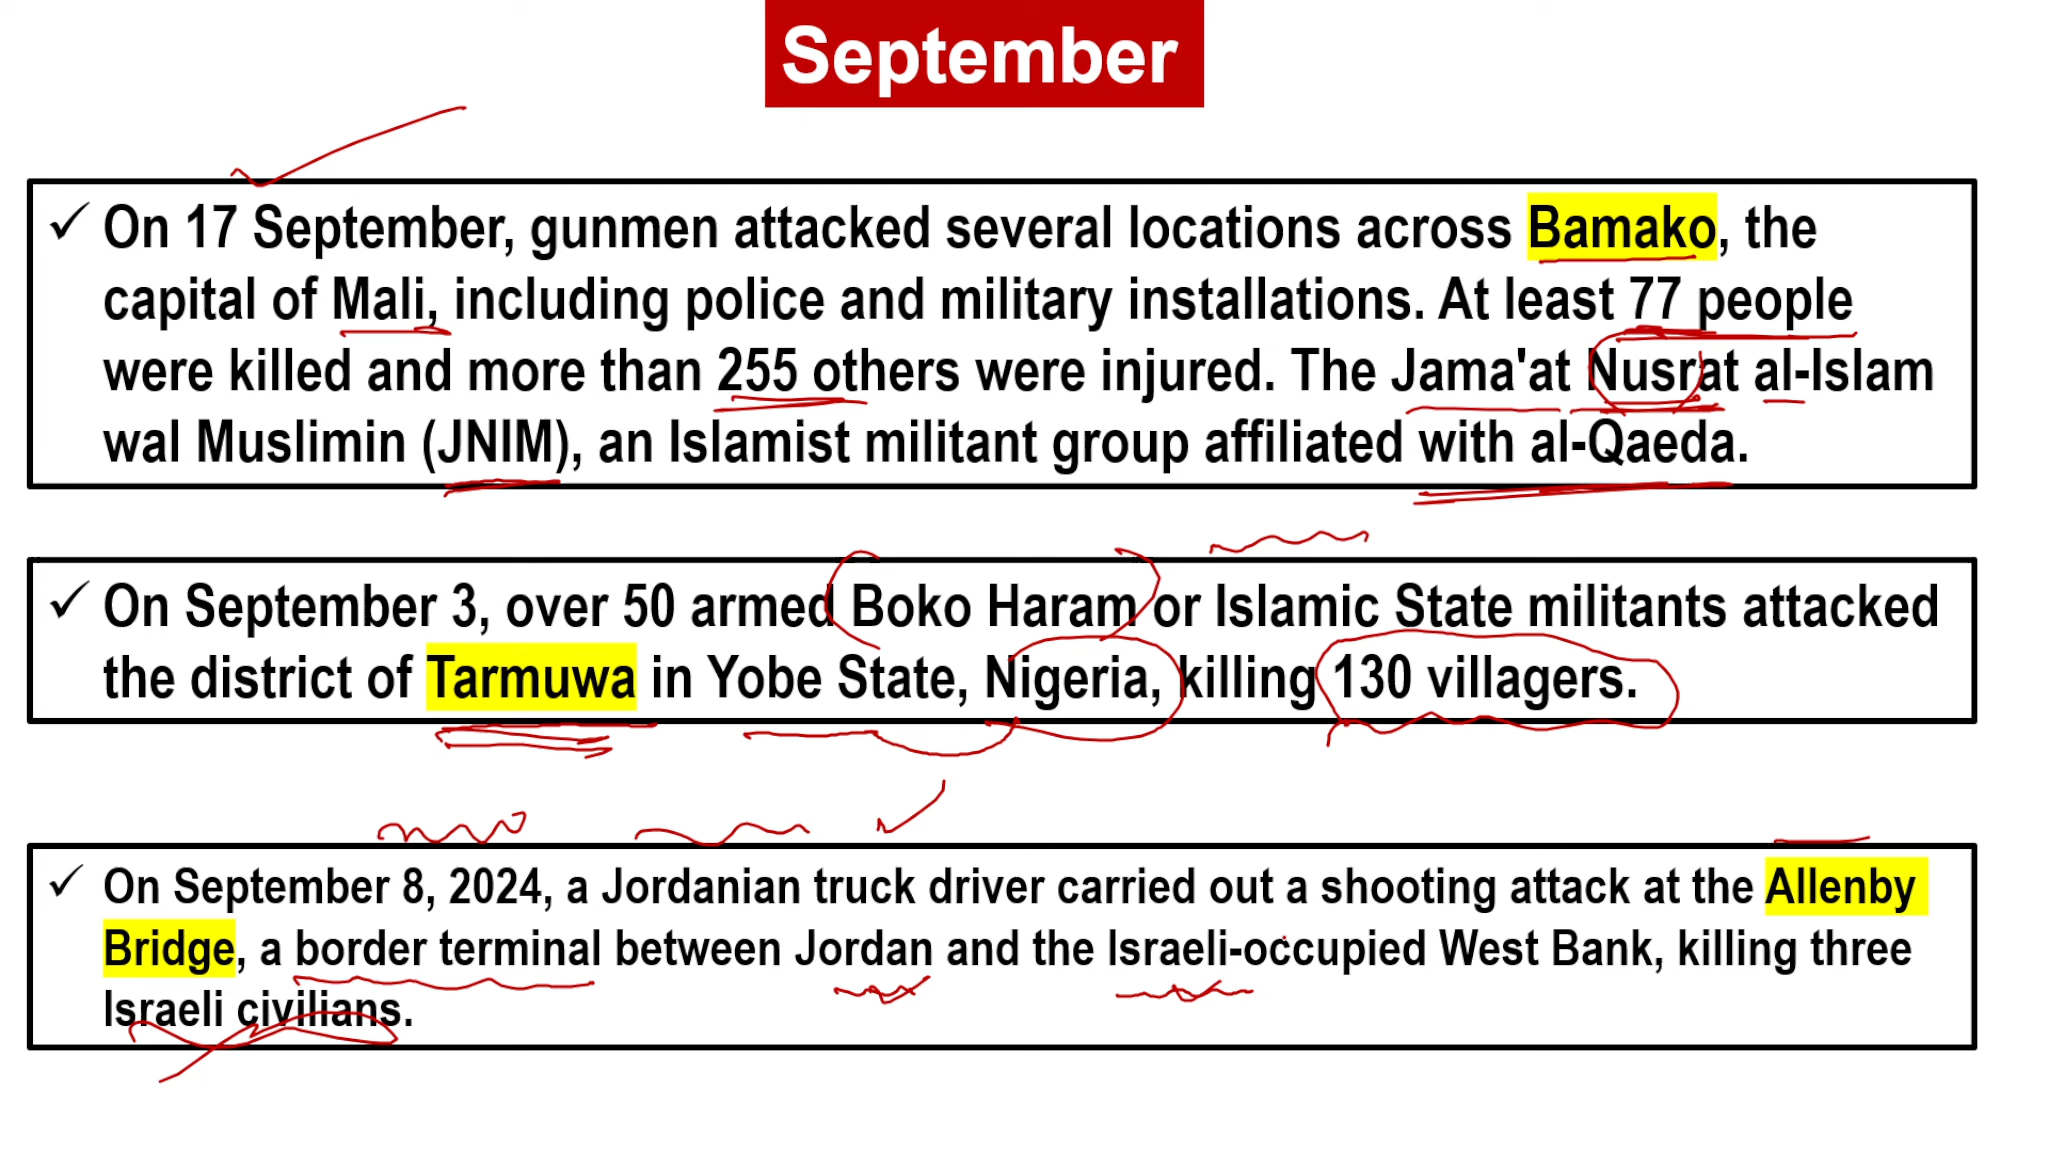 September
✓ On 17 September, gunmen attacked several locations across Bamako, the
capital of Mali, including police and military installations. At least 77 people
were killed and more than 255 others were injured. The Jama'at Nusrat al-Islam
wal Muslimin (JNIM), an Islamist militant group affiliated with al-Qaeda.
✓ On September 3, over 50 armed Boko Haram or Islamic State militants attacked
the district of Tarmuwa in Yobe State, Nigeria, killing 130 villagers.
✓ On September 8, 2024, a Jordanian truck driver carried out a shooting attack at the Allenby
Bridge, a border terminal between Jordan and the Israeli-occupied West Bank, killing three
Israeli civilians.